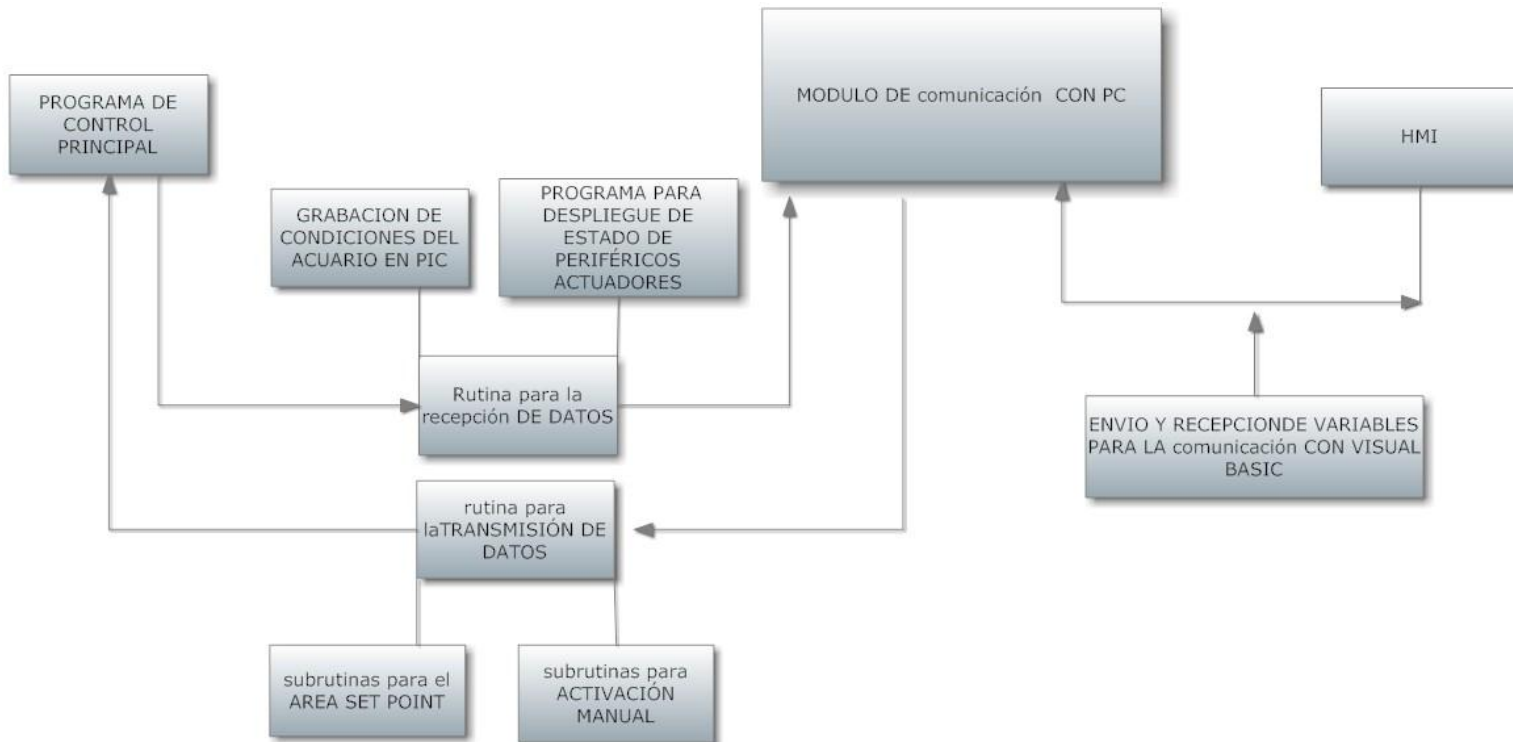 PROGRAMA DE
CONTROL
PRINCIPAL
GRABACION DE
CONDICIONES DEL
ACUARIO EN PIC
PROGRAMA PARA
DESPLIEGUE DE
ESTADO DE
PERIFÉRICOS
ACTUADORES
MODULO DE comunicación CON PC
HMI
Rutina para la
recepción DE DATOS
ENVIO Y RECEPCIONDE VARIABLES
PARA LA comunicación CON VISUAL
BASIC
rutina para
laTRANSMISIÓN DE
DATOS
subrutinas para el
AREA SET POINT
subrutinas para
ACTIVACIÓN
MANUAL